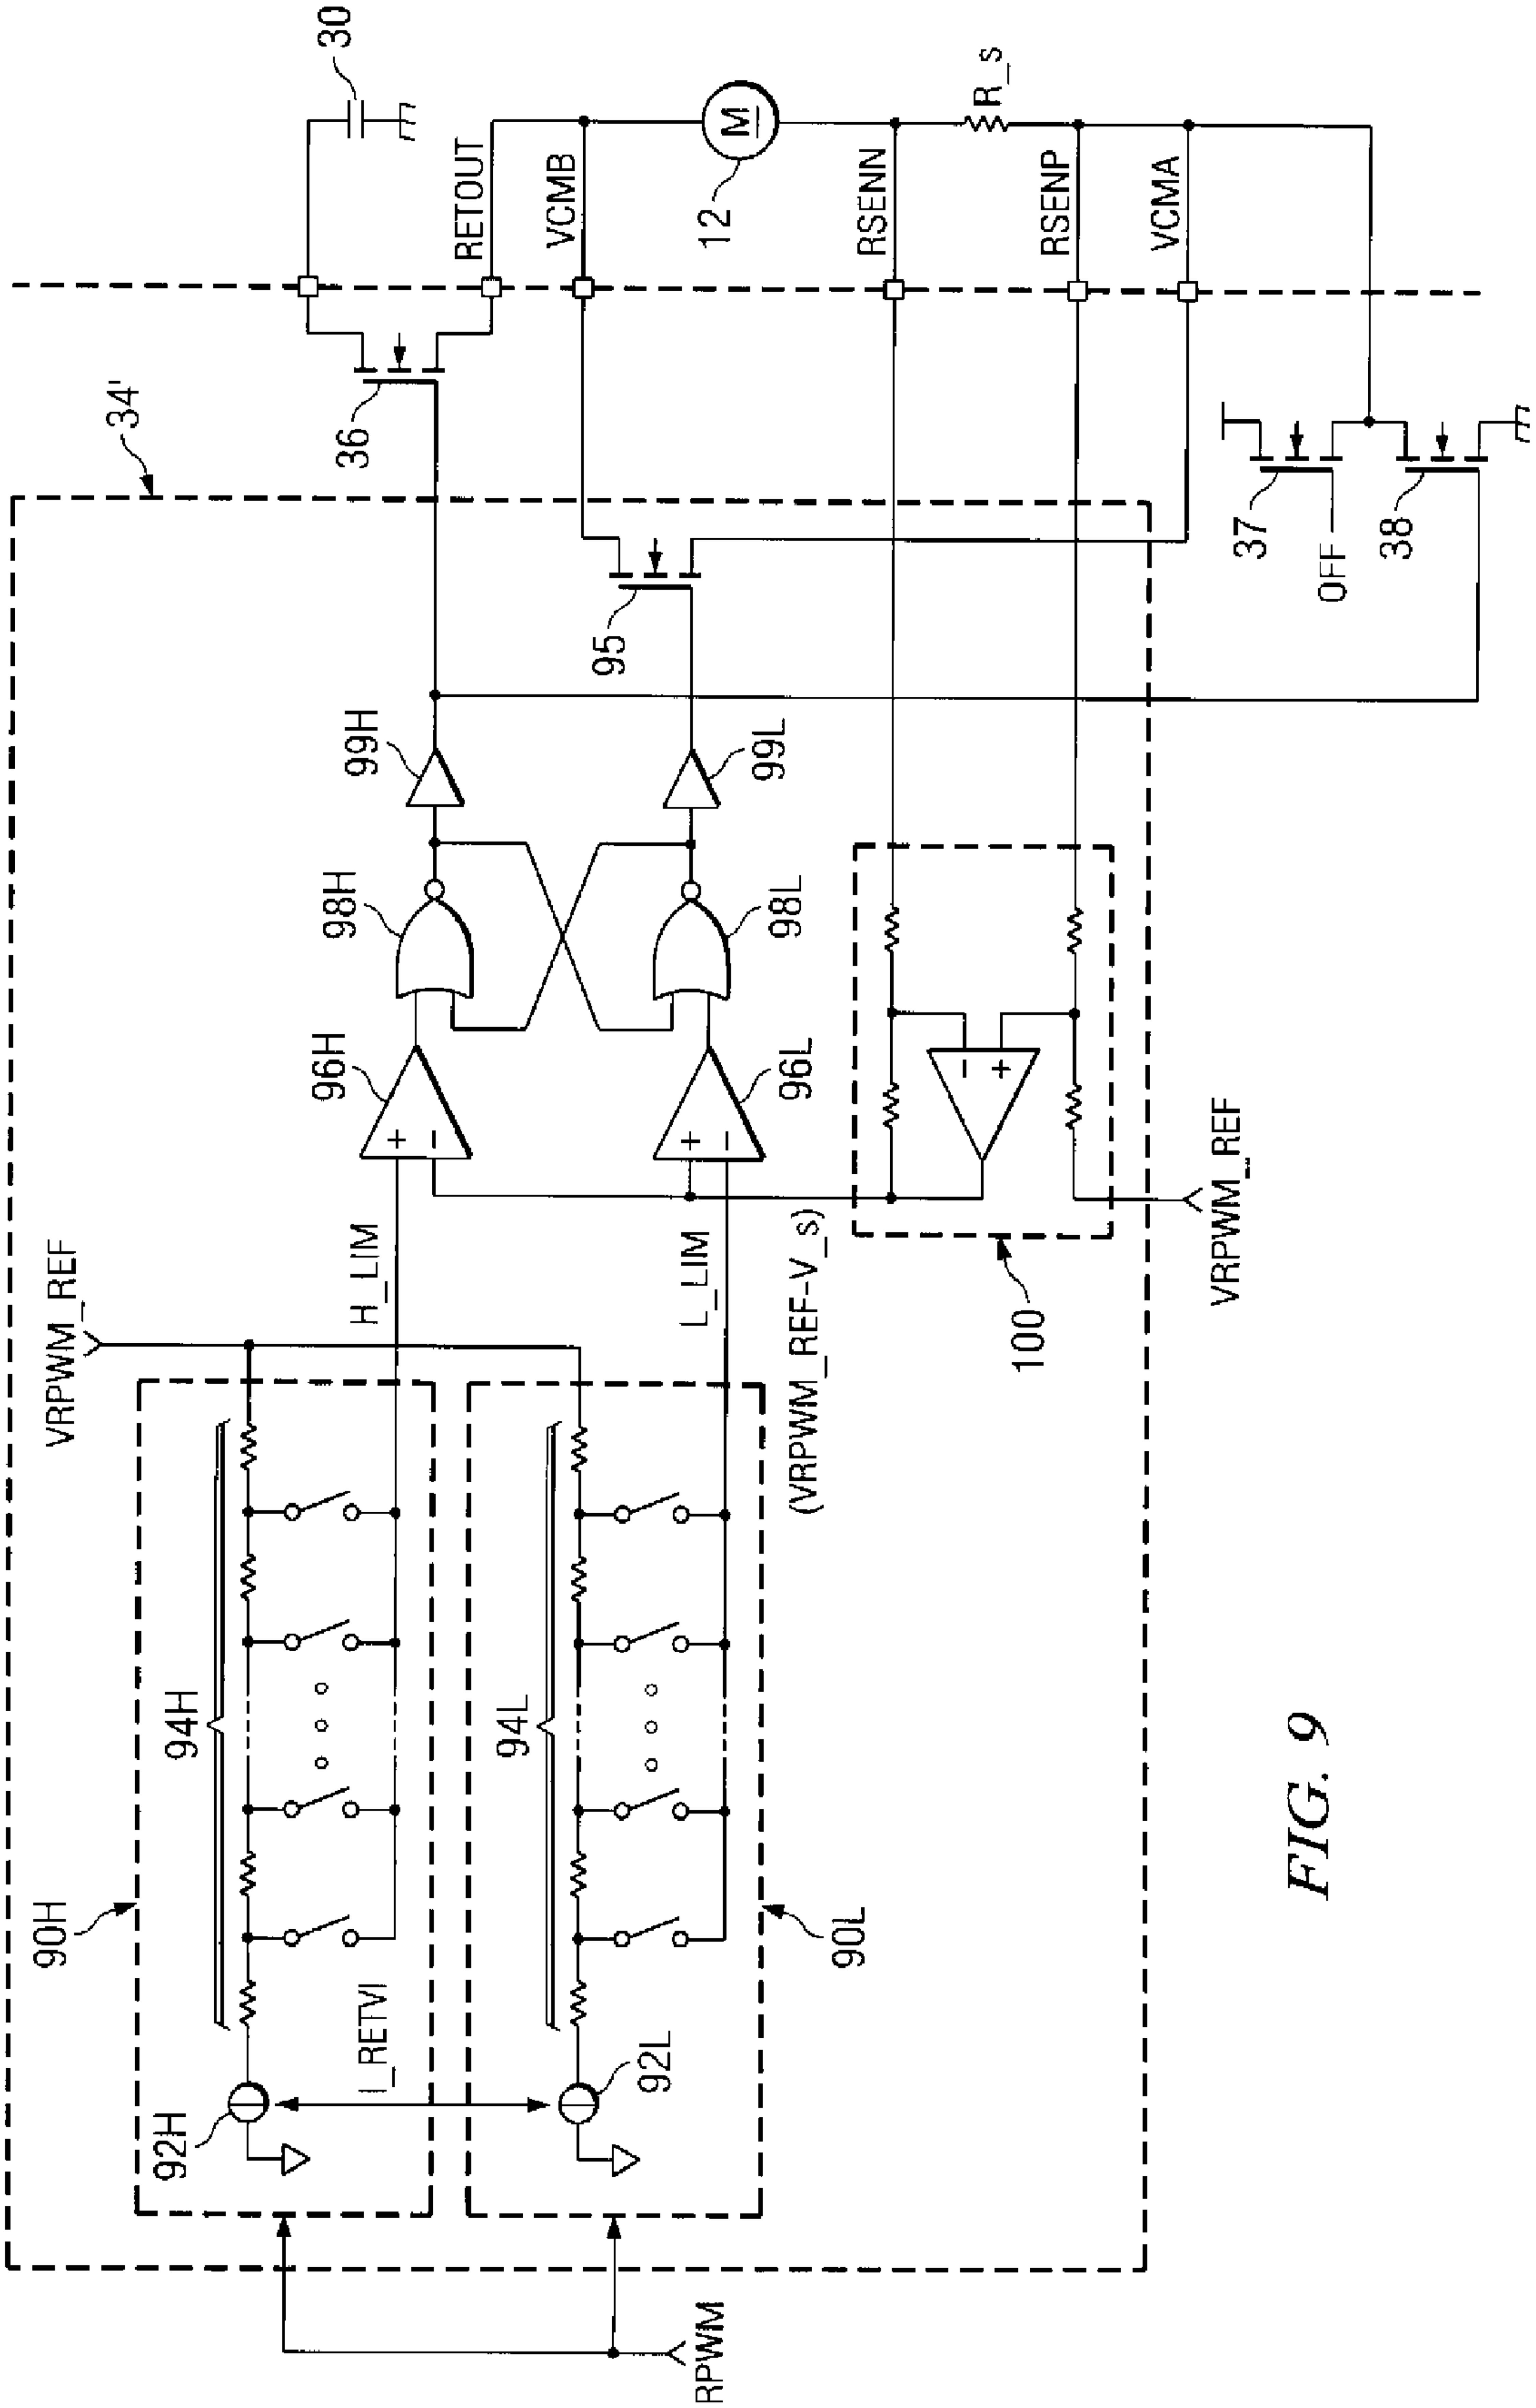 34'
30
RETOUT
36
VCMB
M
12
RSENN
R_s
RSENP
VCMA
37
OFF
38
95
99H
99L
98H
98L
96H
+
−
96L
+
−
−
+
100
VRPWM_REF
VRPWM_REF
H_LIM
L_LIM
(VRPWM_REF-V_s)
90H
94H
94L
I_RETVI
92H
92L
90L
RPWM
FIG. 9